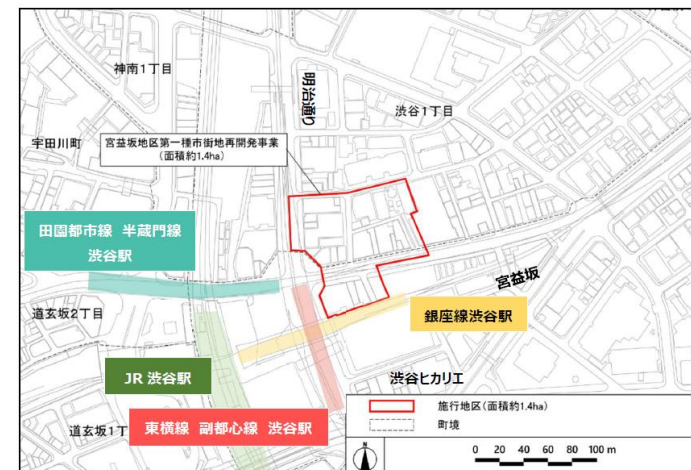 神南1丁目
明治通り
渋谷1丁目
宇田川町
宮益坂地区第一種市街地再開発事業
(面積約1.4ha)
田園都市線 半蔵門線
渋谷駅
宮益坂
道玄坂2丁目
銀座線渋谷駅
JR 渋谷駅
渋谷ヒカリエ
道玄坂1丁
東横線 副都心線 渋谷駅
施行地区(面積約1.4ha)
町境
N
0 20 40 60 80 100 m